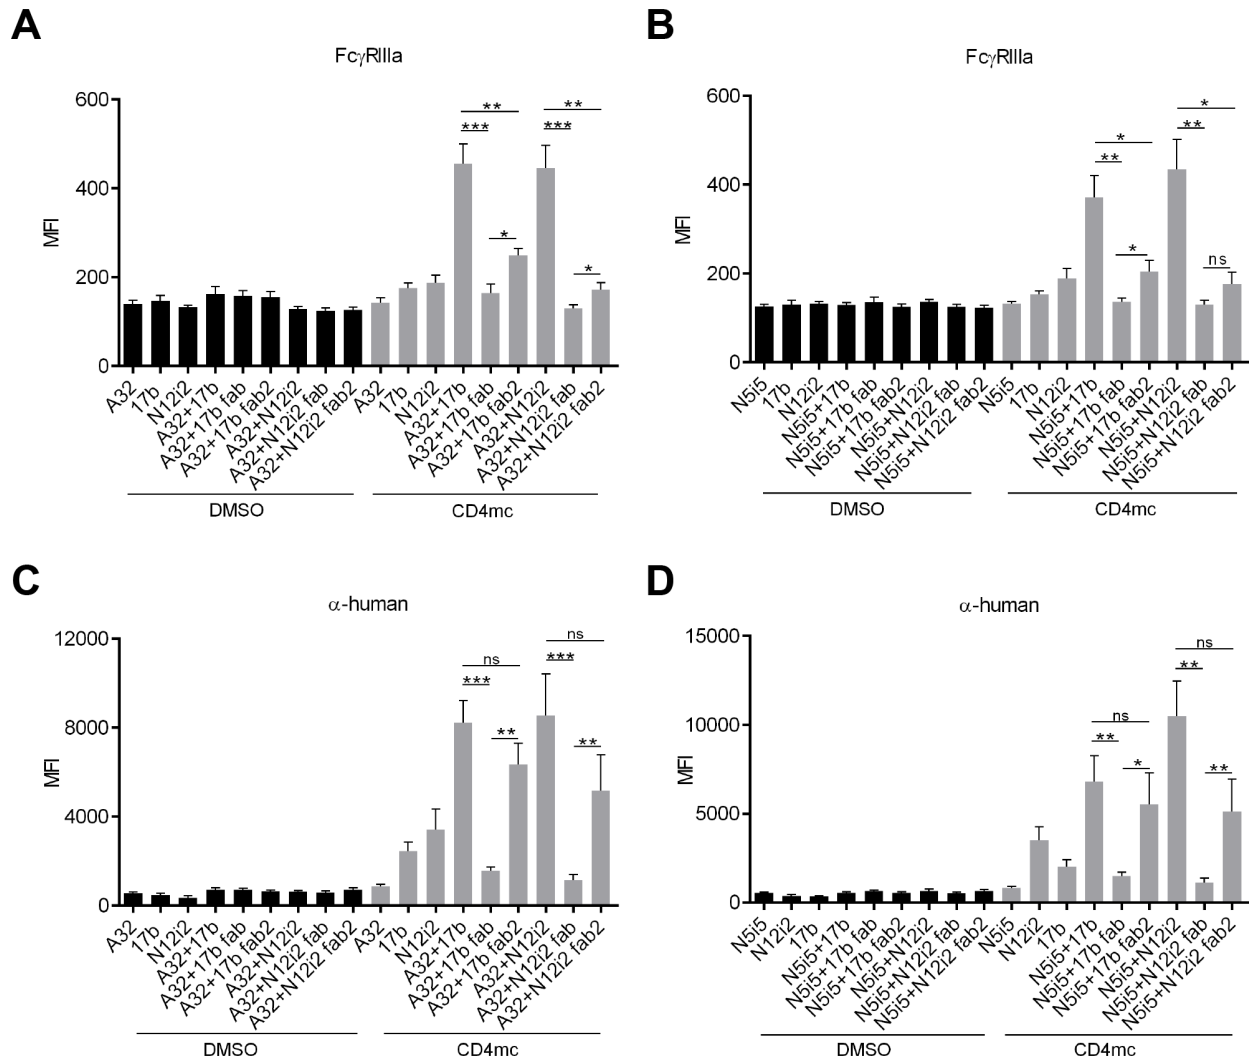 A
FcγRIIIa
600
400
200
0
MFI
***
**
*
***
**
*
A32
17b
N12i2
A32+17b
A32+17b fab
A32+17b fab2
A32+N12i2
A32+N12i2 fab
A32+N12i2 fab2
A32
17b
N12i2
A32+17b
A32+17b fab
A32+17b fab2
A32+N12i2
A32+N12i2 fab
A32+N12i2 fab2
DMSO
CD4mc
B
FcγRIIIa
600
400
200
0
MFI
**
*
*
**
*
ns
N5i5
17b
N12i2
N5i5+17b
N5i5+17b fab
N5i5+17b fab2
N5i5+N12i2
N5i5+N12i2 fab
N5i5+N12i2 fab2
N5i5
17b
N12i2
N5i5+17b
N5i5+17b fab
N5i5+17b fab2
N5i5+N12i2
N5i5+N12i2 fab
N5i5+N12i2 fab2
DMSO
CD4mc
C
α-human
12000
8000
4000
0
MFI
***
ns
**
***
ns
**
A32
17b
N12i2
A32+17b
A32+17b fab
A32+17b fab2
A32+N12i2
A32+N12i2 fab
A32+N12i2 fab2
A32
17b
N12i2
A32+17b
A32+17b fab
A32+17b fab2
A32+N12i2
A32+N12i2 fab
A32+N12i2 fab2
DMSO
CD4mc
D
α-human
15000
10000
5000
0
MFI
**
ns
*
**
ns
**
N5i5
N12i2
17b
N5i5+17b
N5i5+17b fab
N5i5+17b fab2
N5i5+N12i2
N5i5+N12i2 fab
N5i5+N12i2 fab2
N5i5
N12i2
17b
N5i5+17b
N5i5+17b fab
N5i5+17b fab2
N5i5+N12i2
N5i5+N12i2 fab
N5i5+N12i2 fab2
DMSO
CD4mc